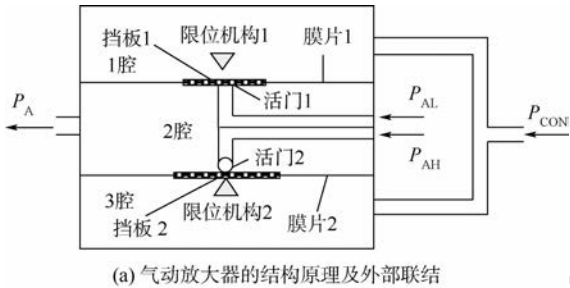 限位机构1
挡板1
膜片1
1腔
活门1
P_A
P_AL
2腔
P_CON
活门2
P_AH
3腔
挡板 2
限位机构2
膜片2
(a) 气动放大器的结构原理及外部联结